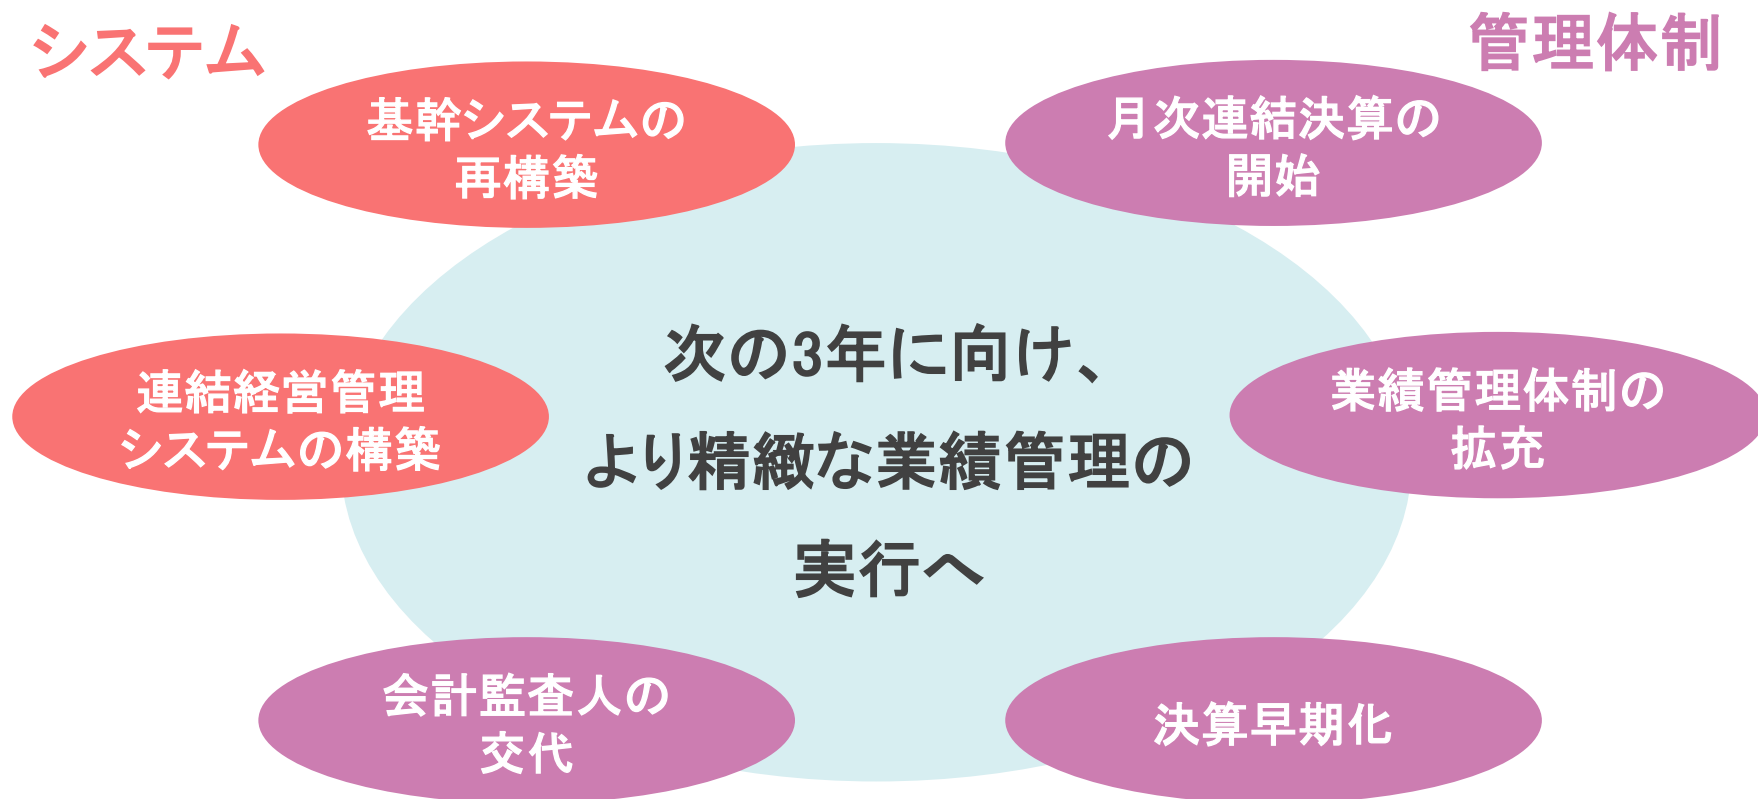 システム
管理体制
基幹システムの
再構築
月次連結決算の
開始
連結経営管理
システムの構築
次の3年に向け、
より精緻な業績管理の
実行へ
業績管理体制の
拡充
会計監査人の
交代
決算早期化